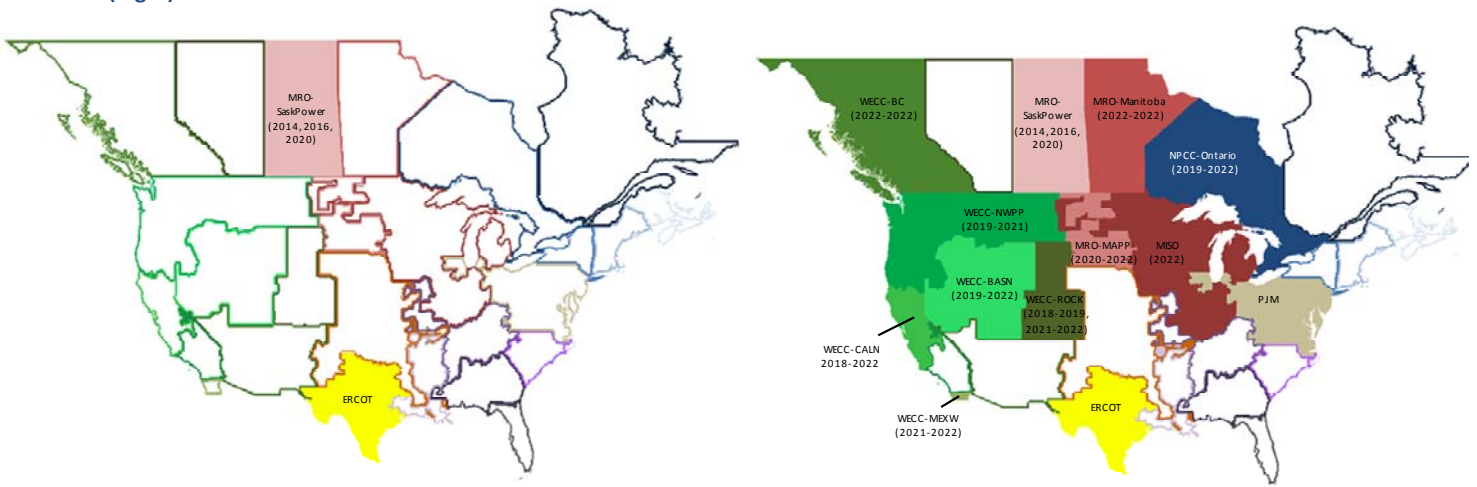 MRO-
SaskPower
(2014, 2016,
2020)
ERCOT
WECC-BC
(2022-2022)
MRO-
SaskPower
(2014, 2016,
2020)
MRO-Manitoba
(2022-2022)
NPCC-Ontario
(2019-2022)
WECC-NWPP
(2019-2021)
MRO-MAPP
(2020-2022)
MISO
(2022)
WECC-BASN
(2019-2022)
WECC-ROCK
(2018-2019,
2021-2022)
PJM
WECC-CALN
2018-2022
WECC-MEXW
(2021-2022)
ERCOT